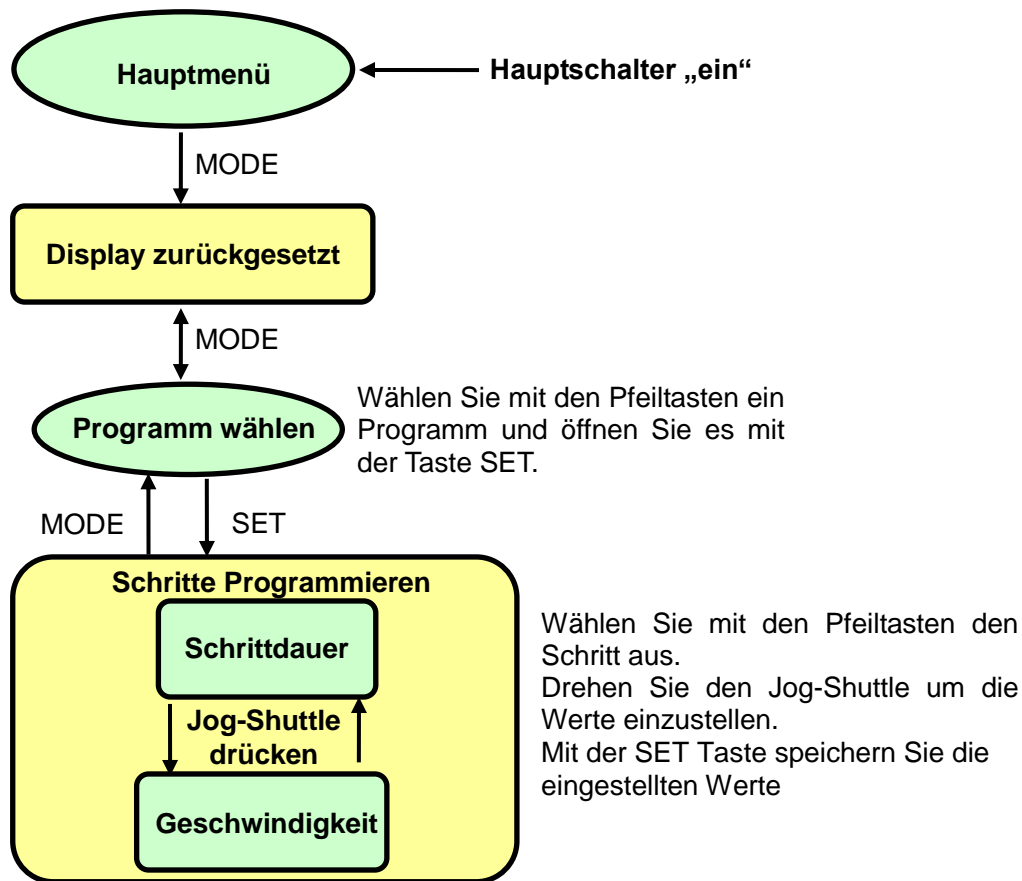 Hauptmenü
Hauptschalter „ein“
MODE
Display zurückgesetzt
MODE
Programm wählen
Wählen Sie mit den Pfeiltasten ein
Programm und öffnen Sie es mit
der Taste SET.
MODE
SET
Schritte Programmieren
Schrittdauer
Jog-Shuttle
drücken
Geschwindigkeit
Wählen Sie mit den Pfeiltasten den
Schritt aus.
Drehen Sie den Jog-Shuttle um die
Werte einzustellen.
Mit der SET Taste speichern Sie die
eingestellten Werte